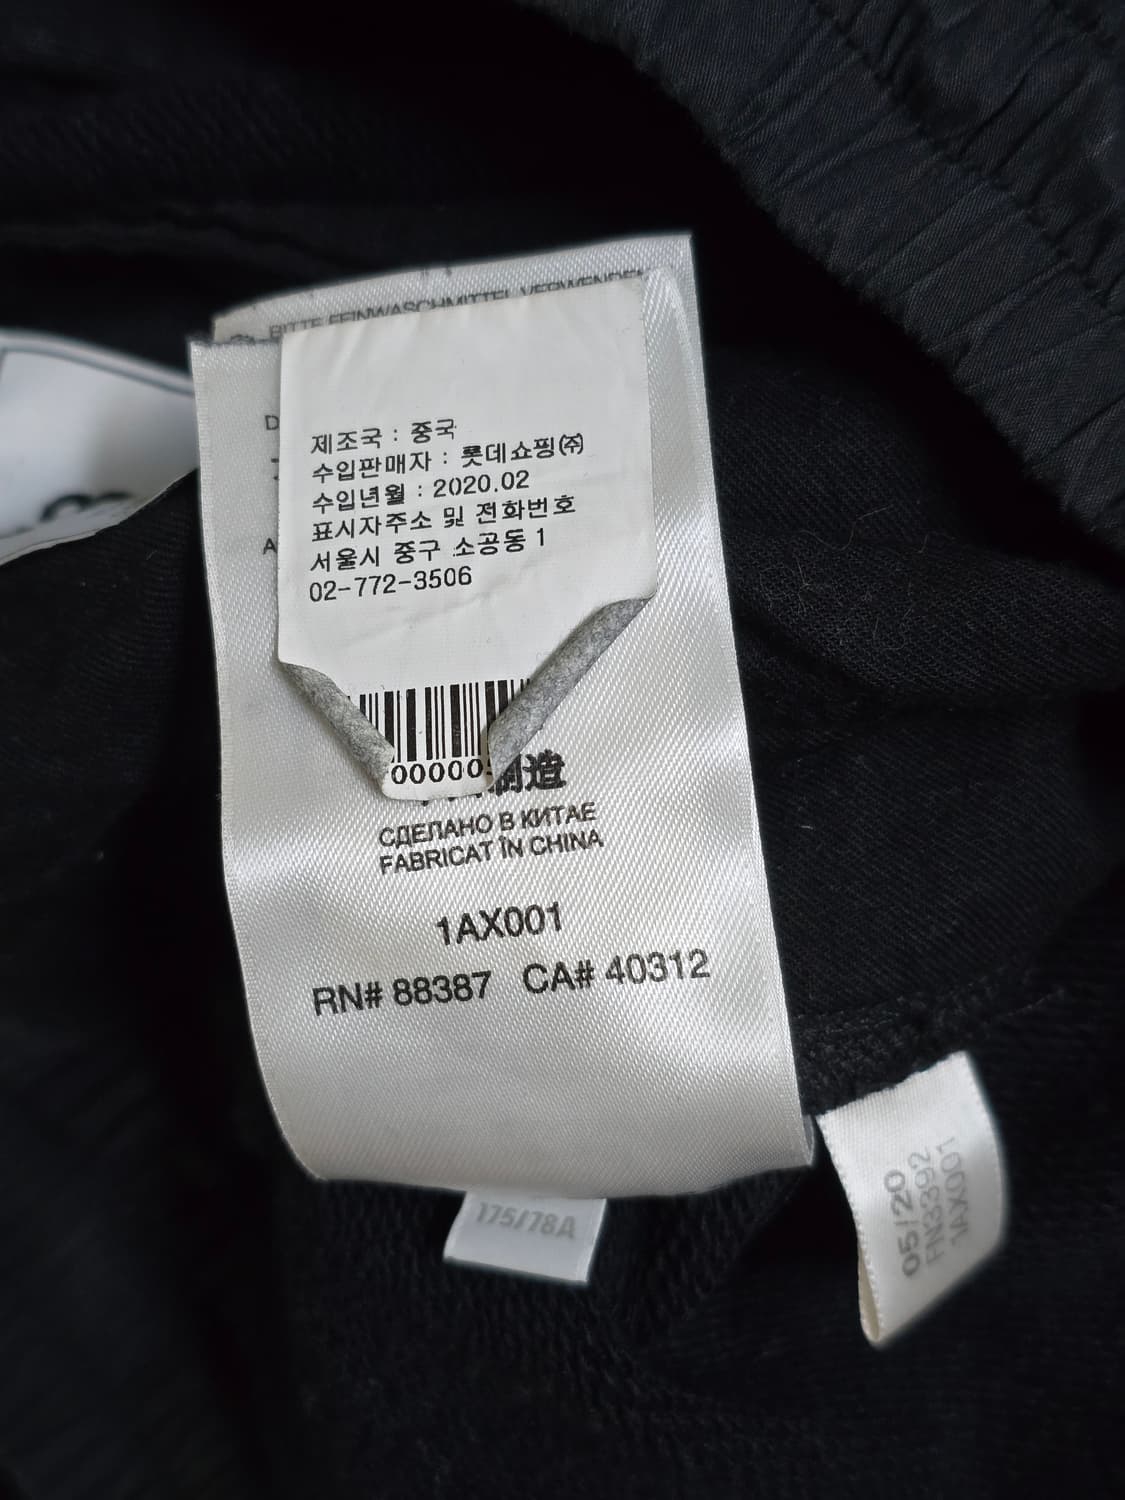 BITTE FEINWASCHMITTEL VERWENDEN
제조국 : 중국
수입판매자 : 롯데쇼핑㈜
수입년월 : 2020.02
표시자주소 및 전화번호
서울시 중구 소공동 1
02-772-3506
00000
制造
СДЕЛАНО В КИТАЕ
FABRICAT ÎN CHINA
1AX001
RN# 88387 CA# 40312
175/78A
05/20
FN3392
1AX001